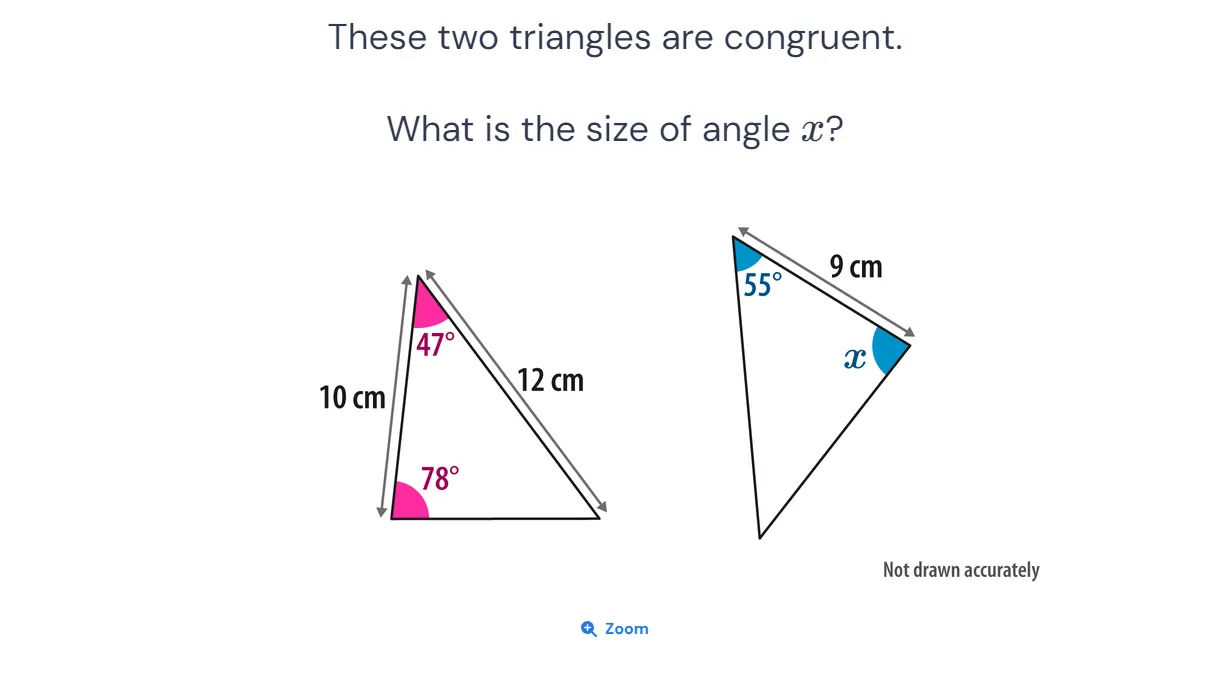 These two triangles are congruent.
What is the size of angle x?
9 cm
55°
47°
x
12 cm
10 cm
78°
Not drawn accurately
Zoom